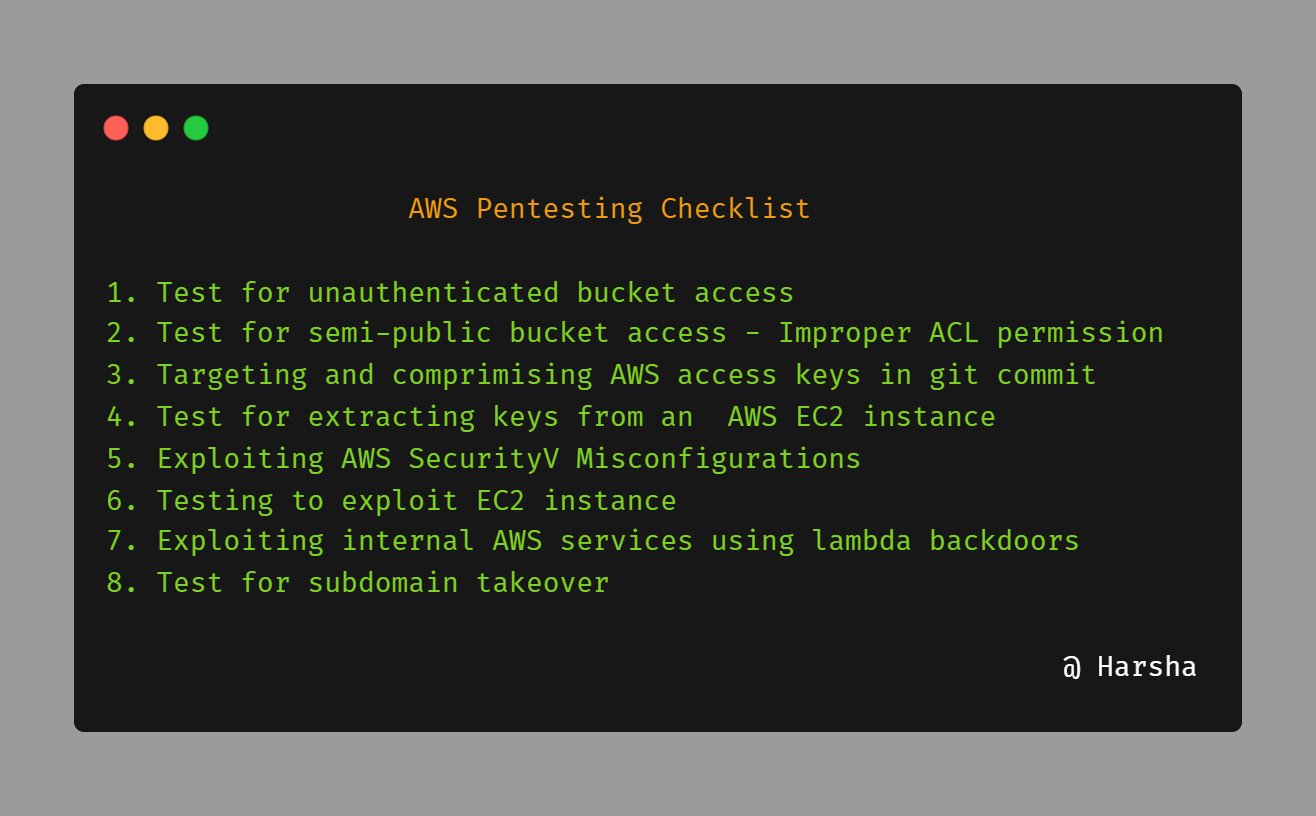 AWS Pentesting Checklist
1. Test for unauthenticated bucket access
2. Test for semi-public bucket access - Improper ACL permission
3. Targeting and comprimising AWS access keys in git commit
4. Test for extracting keys from an  AWS EC2 instance
5. Exploiting AWS SecurityV Misconfigurations
6. Testing to exploit EC2 instance
7. Exploiting internal AWS services using lambda backdoors
8. Test for subdomain takeover
@ Harsha